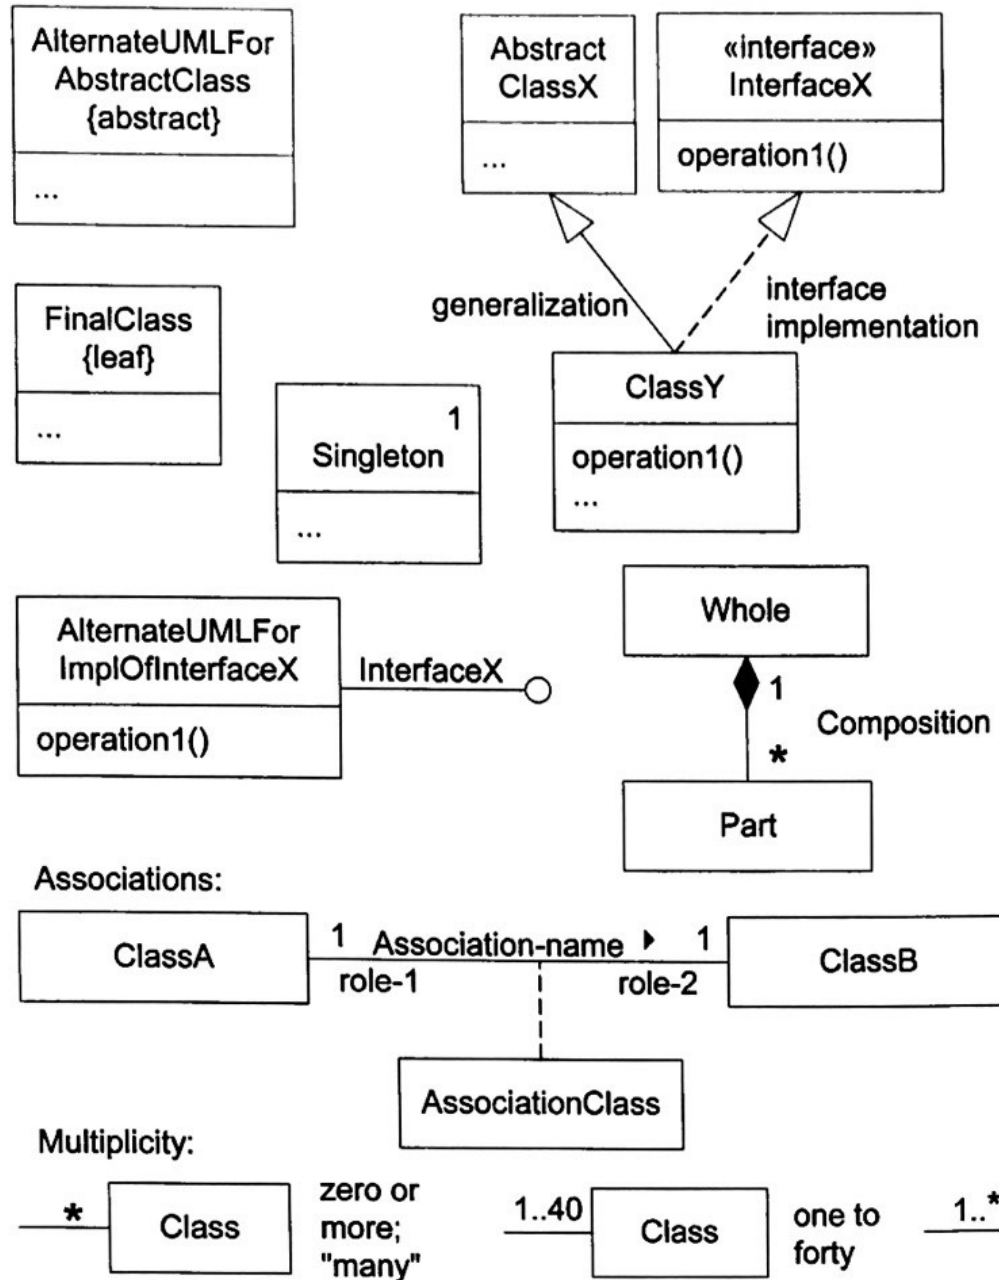 AlternateUMLFor
AbstractClass
{abstract}
...
Abstract
ClassX
...
«interface»
InterfaceX
operation1()
generalization
interface
implementation
FinalClass
{leaf}
...
1
Singleton
...
ClassY
operation1()
...
AlternateUMLFor
ImplOfInterfaceX
operation1()
InterfaceX
Whole
1
Composition
*
Part
Associations:
ClassA
1 Association-name 1
role-1 role-2
ClassB
AssociationClass
Multiplicity:
*
Class
zero or
more;
"many"
1..40
Class
one to
forty
1..*